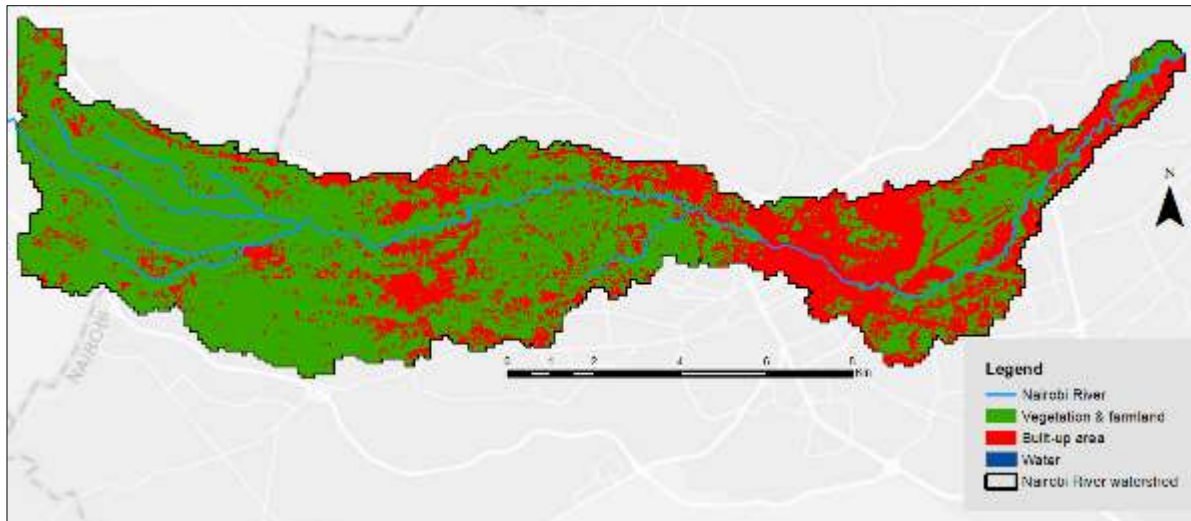 N
NAIROBI
0 1 2 4 6 8
Km
Legend
Nairobi River
Vegetation & farmland
Built-up area
Water
Nairobi River watershed